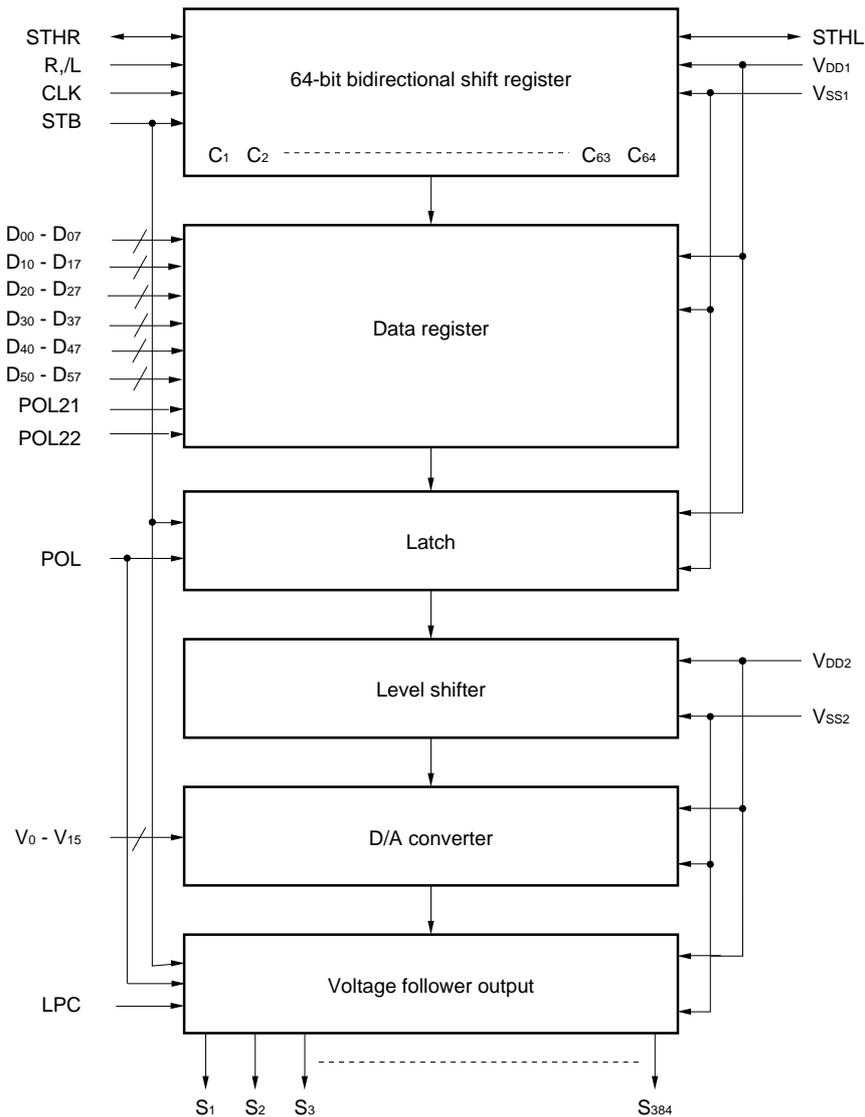 STHR
STHL
R,/L
64-bit bidirectional shift register
VDD1
CLK
VSS1
STB
C1 C2 C63 C64
D00 - D07
D10 - D17
D20 - D27
D30 - D37
Data register
D40 - D47
D50 - D57
POL21
POL22
Latch
POL
Level shifter
VDD2
VSS2
V0 - V15
D/A converter
Voltage follower output
LPC
S1 S2 S3 S384